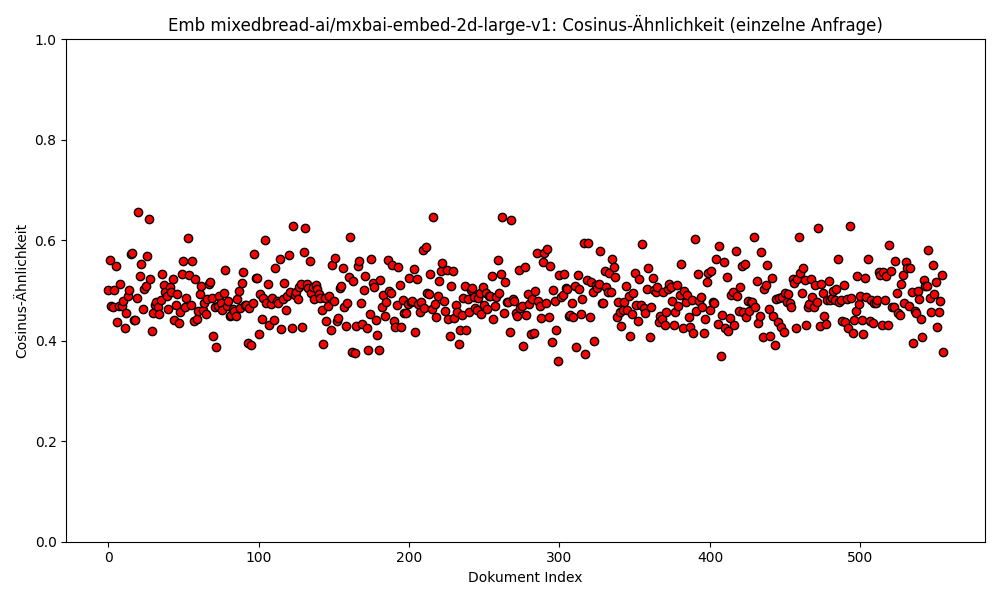 Emb mixedbread-ai/mxbai-embed-2d-large-v1: Cosinus-Ähnlichkeit (einzelne Anfrage)
1.0
0.8
0.6
0.4
0.2
0.0
Cosinus-Ähnlichkeit
0 100 200 300 400 500
Dokument Index